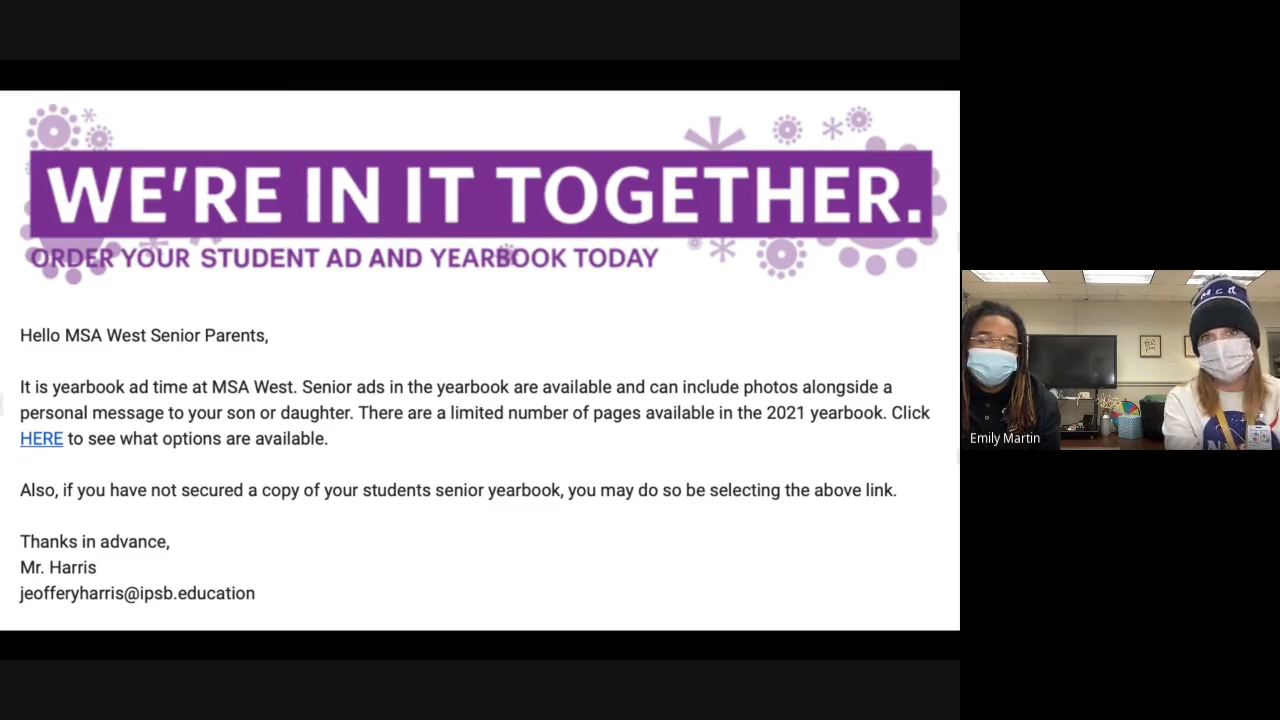 WE'RE IN IT TOGETHER.
ORDER YOUR STUDENT AD AND YEARBOOK TODAY
Hello MSA West Senior Parents,
It is yearbook ad time at MSA West. Senior ads in the yearbook are available and can include photos alongside a
personal message to your son or daughter. There are a limited number of pages available in the 2021 yearbook. Click
HERE to see what options are available.
Also, if you have not secured a copy of your students senior yearbook, you may do so be selecting the above link.
Thanks in advance,
Mr. Harris
jeofferyharris@ipsb.education
Emily Martin